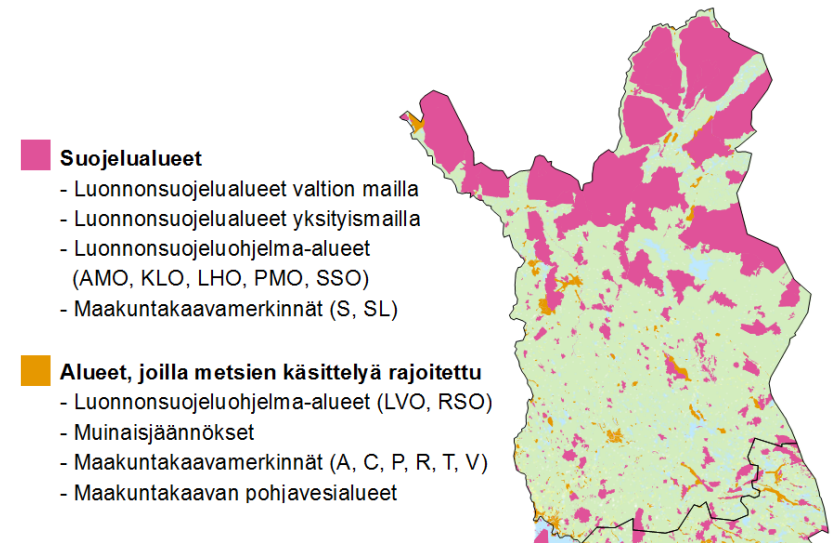 Suojelualueet
- Luonnonsuojelualueet valtion mailla
- Luonnonsuojelualueet yksityismailla
- Luonnonsuojeluohjelma-alueet
(AMO, KLO, LHO, PMO, SSO)
- Maakuntakaavamerkinnät (S, SL)
Alueet, joilla metsien käsittelyä rajoitettu
- Luonnonsuojeluohjelma-alueet (LVO, RSO)
- Muinaisjäännökset
- Maakuntakaavamerkinnät (A, C, P, R, T, V)
- Maakuntakaavan pohjavesialueet